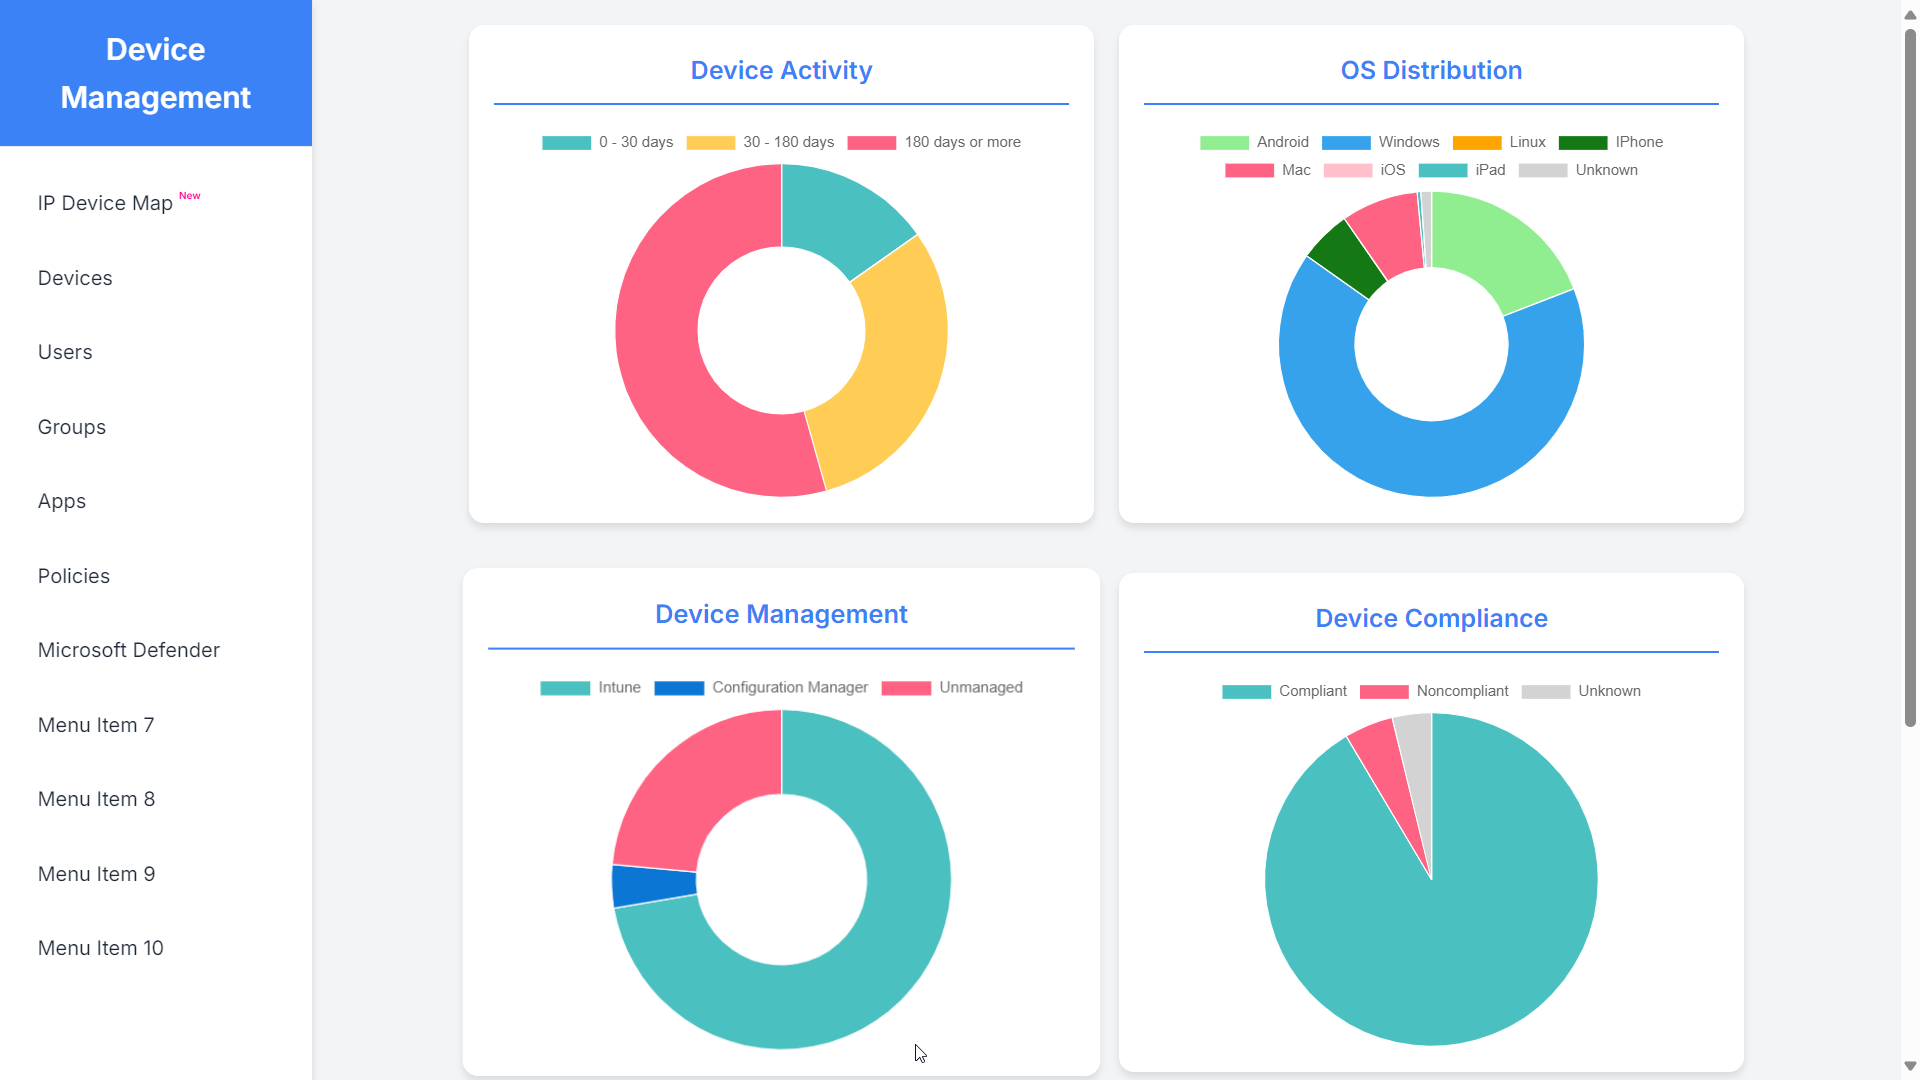 Device
Management
IP Device Map New
Devices
Users
Groups
Apps
Policies
Microsoft Defender
Menu Item 7
Menu Item 8
Menu Item 9
Menu Item 10
Device Activity
0 - 30 days 30 - 180 days 180 days or more
OS Distribution
Android Windows Linux IPhone
Mac iOS iPad Unknown
Device Management
Intune Configuration Manager Unmanaged
Device Compliance
Compliant Noncompliant Unknown